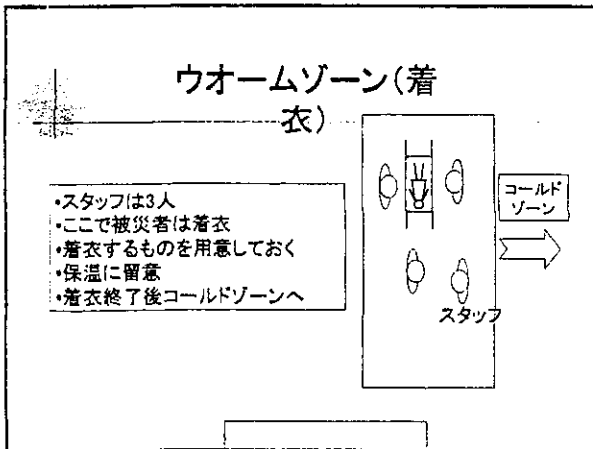 ウオームゾーン(着
衣)
•スタッフは3人
•ここで被災者は着衣
•着衣するものを用意しておく
•保温に留意
•着衣終了後コールドゾーンへ
コールド
ゾーン
スタッフ